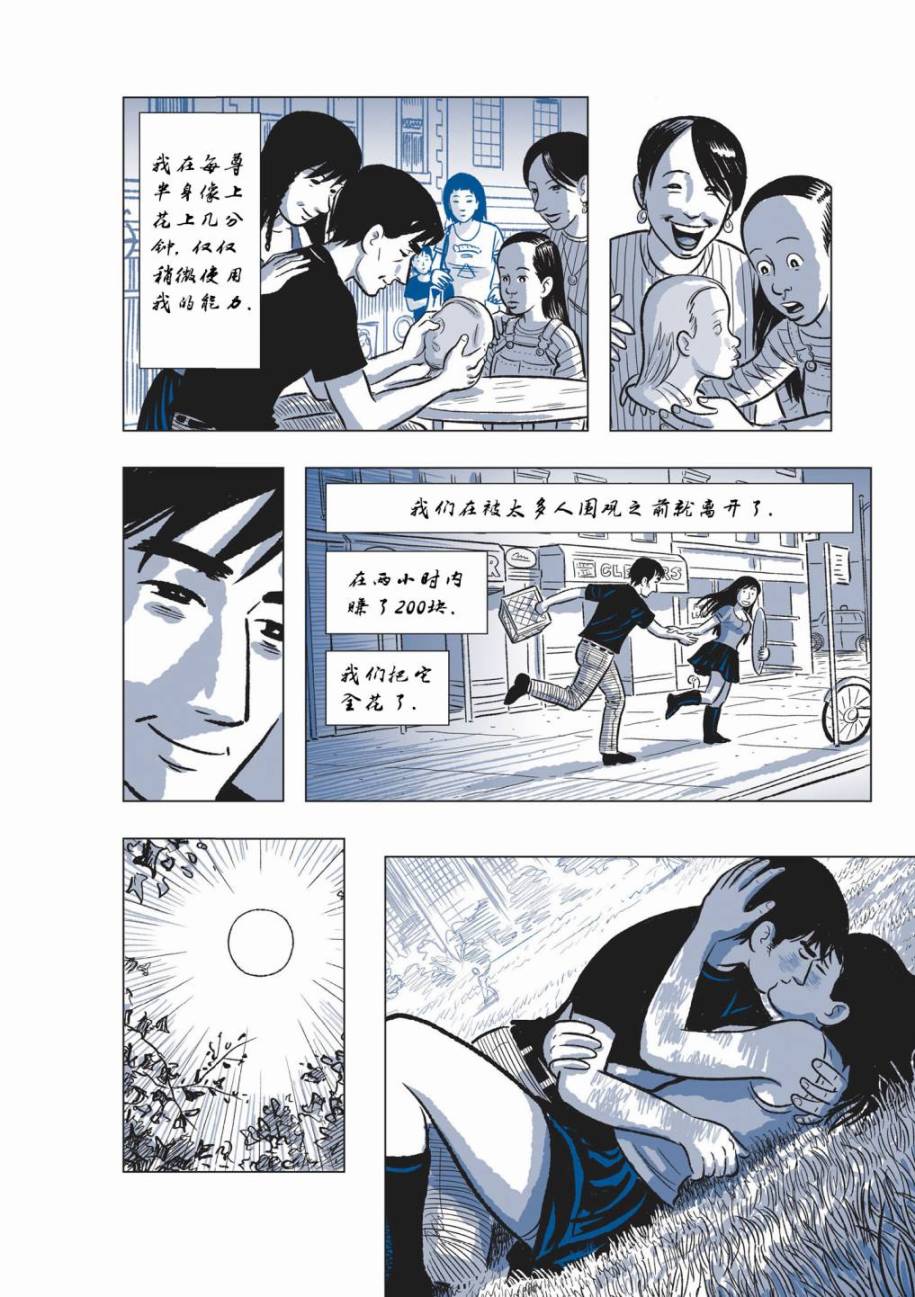 我在每尊
半身像上
花上几分
钟，仅仅
稍微使用
我的能力.
我们在被太多人围观之前就离开了.
在两小时内
赚了200块.
我们把它
全花了.